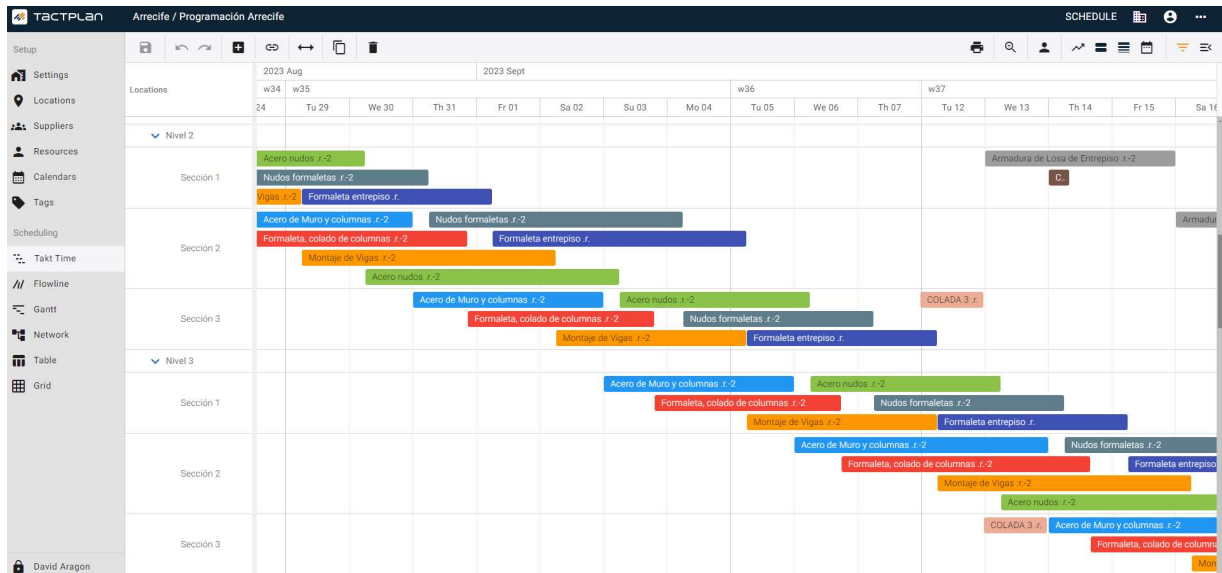 TACTPLAN Arrecife / Programación Arrecife SCHEDULE
Setup
Settings
Locations
Suppliers
Resources
Calendars
Tags
Scheduling
Takt Time
Flowline
Gantt
Network
Table
Grid
David Aragon
Locations
2023 Aug 2023 Sept
w34 w35 w36 w37
24 Tu 29 We 30 Th 31 Fr 01 Sa 02 Su 03 Mo 04 Tu 05 We 06 Th 07 Tu 12 We 13 Th 14 Fr 15 Sa 16
Nivel 2
Sección 1
Acero nudos .r.-2 Armadura de Losa de Entrepiso .r.-2
Nudos formaletas .r.-2 C.
Vigas .r.-2 Formaleta entrepiso .r.
Sección 2
Acero de Muro y columnas .r.-2 Nudos formaletas .r.-2 Armadu
Formaleta, colado de columnas .r.-2 Formaleta entrepiso .r.
Montaje de Vigas .r.-2
Acero nudos .r.-2
Sección 3
Acero de Muro y columnas .r.-2 Acero nudos .r.-2 COLADA 3 .r.
Formaleta, colado de columnas .r.-2 Nudos formaletas .r.-2
Montaje de Vigas .r.-2 Formaleta entrepiso .r.
Nivel 3
Sección 1
Acero de Muro y columnas .r.-2 Acero nudos .r.-2
Formaleta, colado de columnas .r.-2 Nudos formaletas .r.-2
Montaje de Vigas .r.-2 Formaleta entrepiso .r.
Sección 2
Acero de Muro y columnas .r.-2 Nudos formaletas .r.-2
Formaleta, colado de columnas .r.-2 Formaleta entrepiso
Montaje de Vigas .r.-2
Acero nudos .r.-2
Sección 3
COLADA 3 .r. Acero de Muro y columnas .r.-2
Formaleta, colado de column
Mon